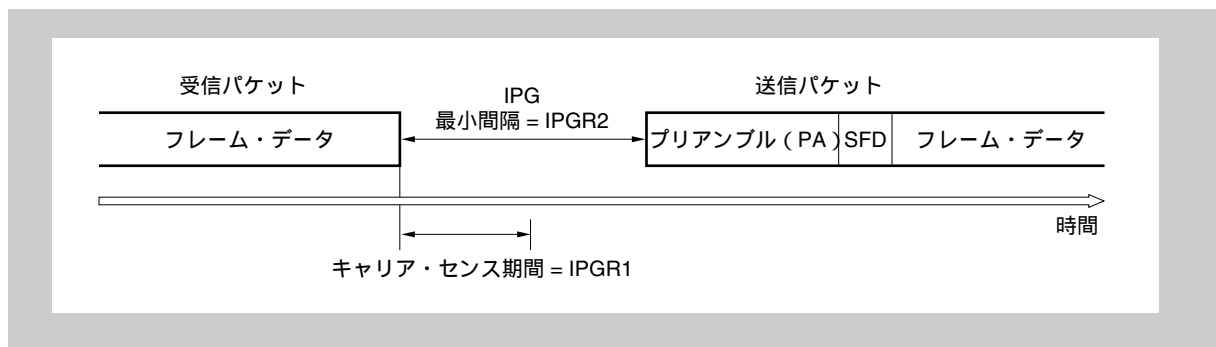 受信パケット
IPG
最小間隔 = IPGR2
送信パケット
フレーム・データ
プリアンブル ( PA )
SFD
フレーム・データ
時間
キャリア・センス期間 = IPGR1